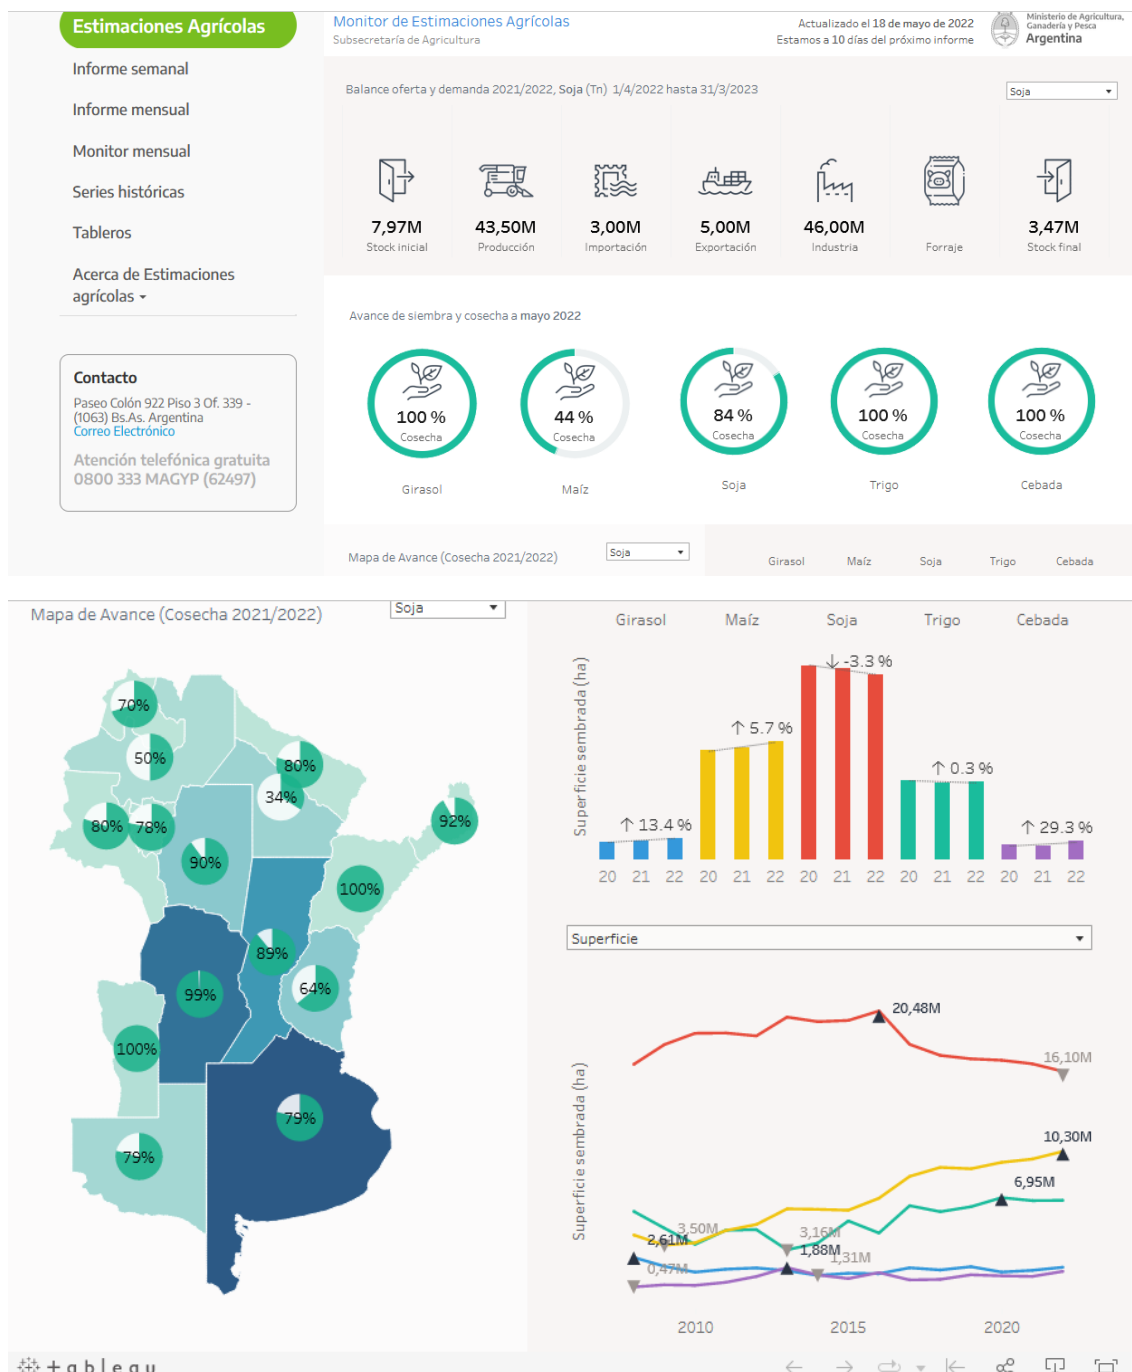 Estimaciones Agrícolas
Informe semanal
Informe mensual
Monitor mensual
Series históricas
Tableros
Acerca de Estimaciones
agrícolas
Contacto
Paseo Colón 922 Piso 3 Of. 339 -
(1063) Bs.As. Argentina
Correo Electrónico
Atención telefónica gratuita
0800 333 MAGYP (62497)
Monitor de Estimaciones Agrícolas
Subsecretaría de Agricultura
Actualizado el 18 de mayo de 2022
Estamos a 10 días del próximo informe
Ministerio de Agricultura,
Ganadería y Pesca
Argentina
Balance oferta y demanda 2021/2022, Soja (Tn) 1/4/2022 hasta 31/3/2023
Soja
7,97M 43,50M 3,00M 5,00M 46,00M 3,47M
Stock inicial Producción Importación Exportación Industria Forraje Stock final
Avance de siembra y cosecha a mayo 2022
100 % 44 % 84 % 100 % 100 %
Cosecha Cosecha Cosecha Cosecha Cosecha
Girasol Maíz Soja Trigo Cebada
Mapa de Avance (Cosecha 2021/2022)
Soja
Girasol Maíz Soja Trigo Cebada
Mapa de Avance (Cosecha 2021/2022)
Soja
70%
50%
80%
34%
80% 78%
92%
90%
100%
89%
99%
64%
100%
79%
79%
Girasol Maíz Soja Trigo Cebada
Superficie sembrada (ha)
↑ 13.4 %
↑ 5.7 %
↓ -3.3 %
↑ 0.3 %
↑ 29.3 %
20 21 22 20 21 22 20 21 22 20 21 22 20 21 22
Superficie
Superficie sembrada (ha)
20,48M
16,10M
10,30M
6,95M
3,50M
2,61M
3,16M
1,88M
1,31M
0,47M
2010 2015 2020
+ a b l e a u